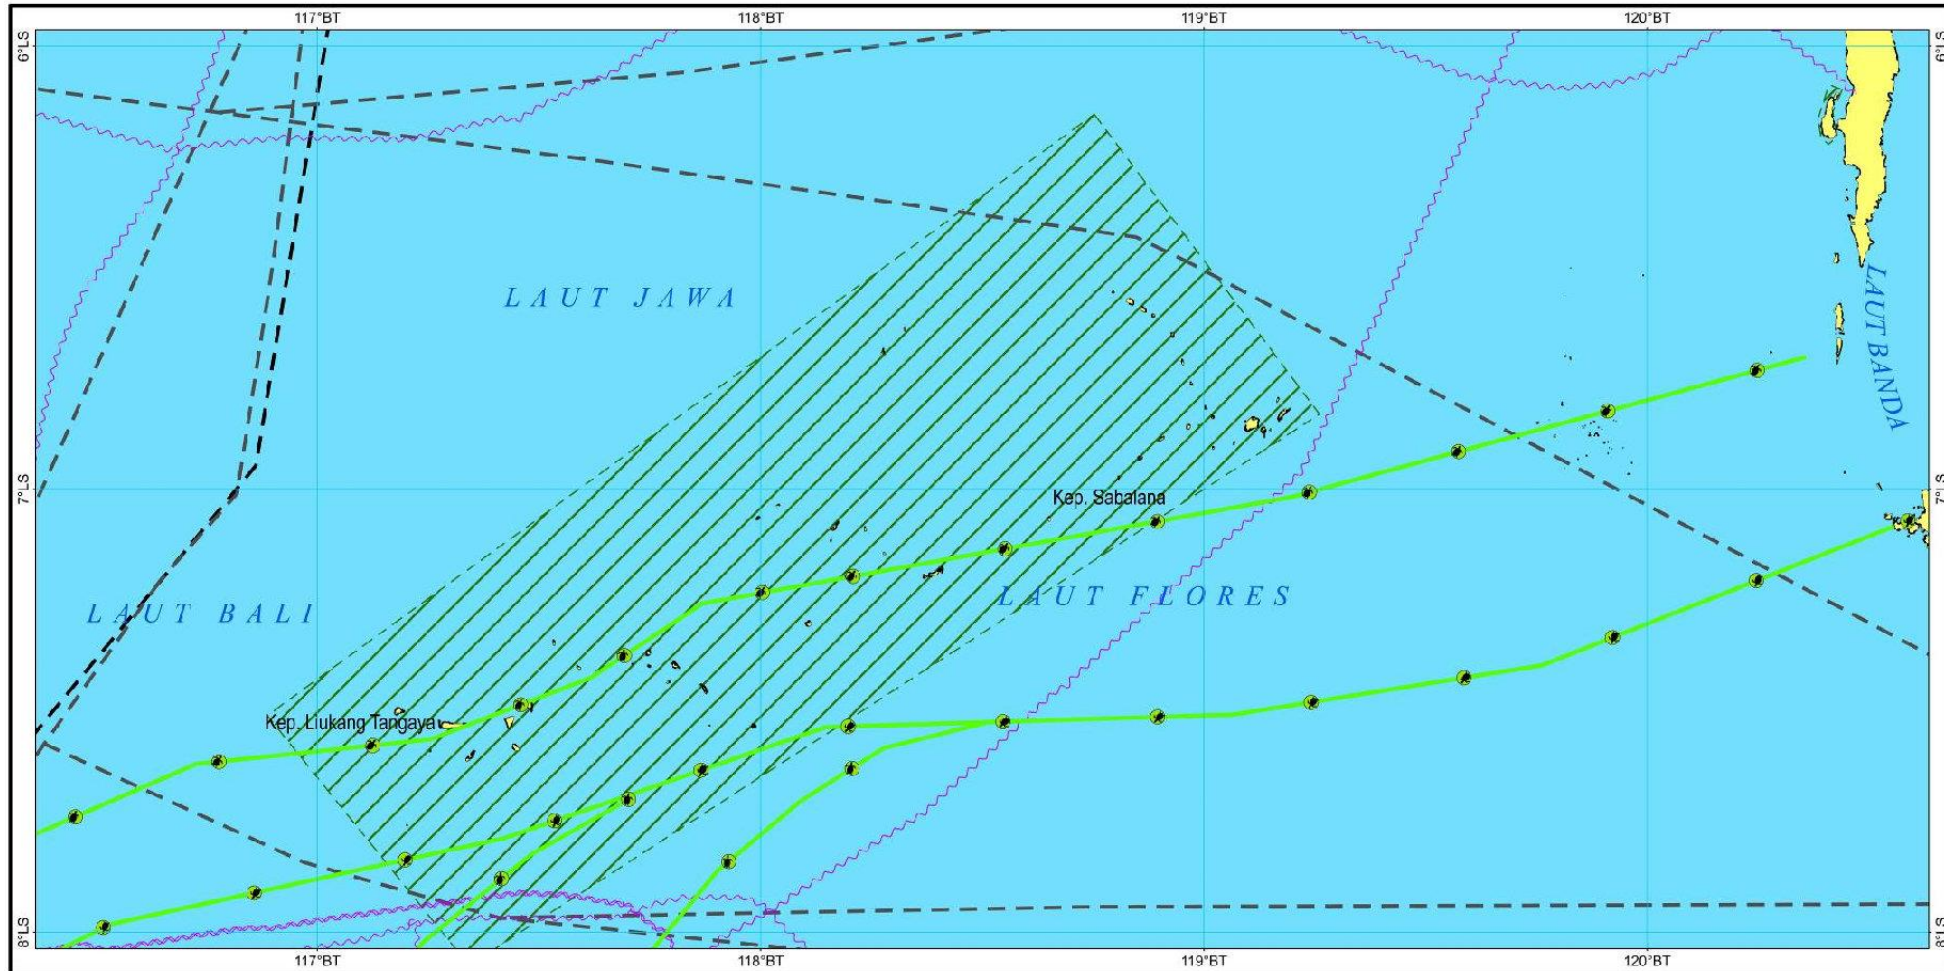 117°BT 118°BT 119°BT 120°BT
6°LS 6°LS
LAUT JAWA
LAUT BANDA
7°LS 7°LS
Kep. Sabalana
LAUT BALI
LAUT FLORES
Kep. Liukang Tangaya
8°LS 8°LS
117°BT 118°BT 119°BT 120°BT